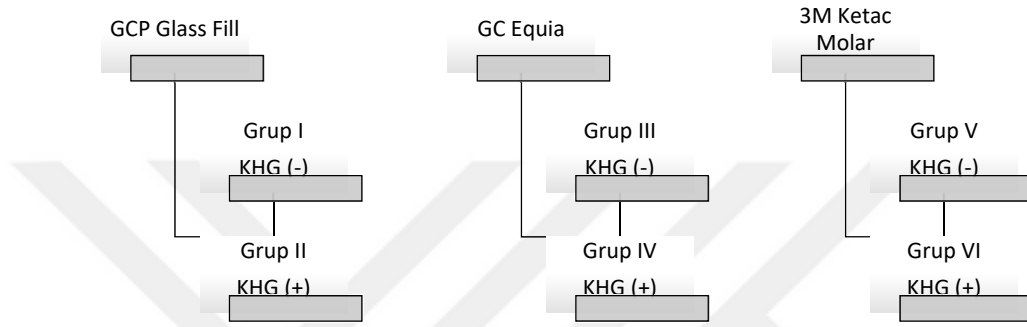 GCP Glass Fill
GC Equia
3M Ketac
Molar
Grup I
KHG (-)
Grup III
KHG (-)
Grup V
KHG (-)
Grup II
KHG (+)
Grup IV
KHG (+)
Grup VI
KHG (+)